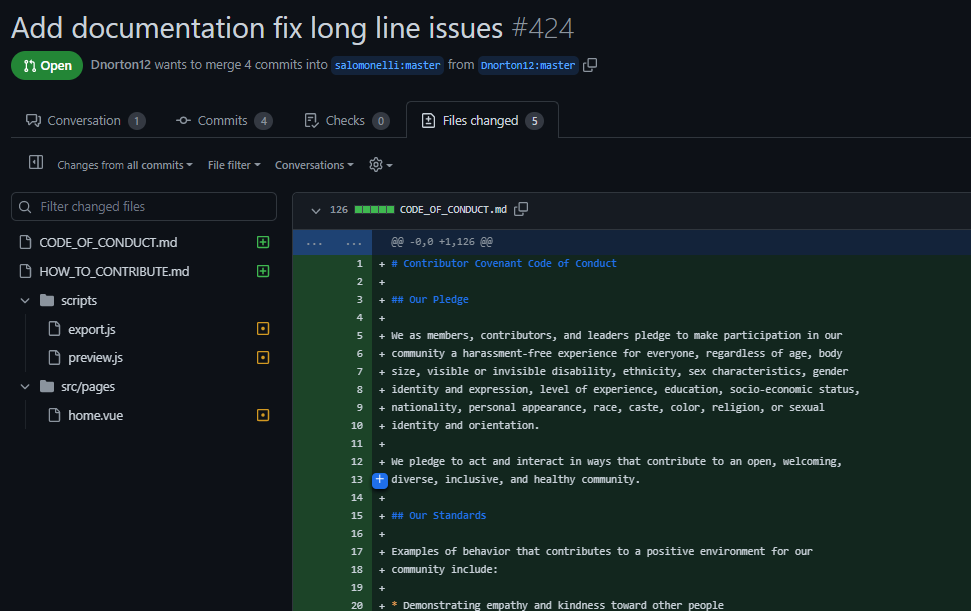 Add documentation fix long line issues #424
Open Dnorton12 wants to merge 4 commits into salomonelli:master from Dnorton12:master
Conversation 1 Commits 4 Checks 0 Files changed 5
Changes from all commits File filter Conversations
Filter changed files
CODE_OF_CONDUCT.md
HOW_TO_CONTRIBUTE.md
scripts
export.js
preview.js
src/pages
home.vue
126 CODE_OF_CONDUCT.md
... ... @@ -0,0 +1,126 @@
1 + # Contributor Covenant Code of Conduct
2 +
3 + ## Our Pledge
4 +
5 + We as members, contributors, and leaders pledge to make participation in our
6 + community a harassment-free experience for everyone, regardless of age, body
7 + size, visible or invisible disability, ethnicity, sex characteristics, gender
8 + identity and expression, level of experience, education, socio-economic status,
9 + nationality, personal appearance, race, caste, color, religion, or sexual
10 + identity and orientation.
11 +
12 + We pledge to act and interact in ways that contribute to an open, welcoming,
13 + diverse, inclusive, and healthy community.
14 +
15 + ## Our Standards
16 +
17 + Examples of behavior that contributes to a positive environment for our
18 + community include:
19 +
20 + * Demonstrating empathy and kindness toward other people